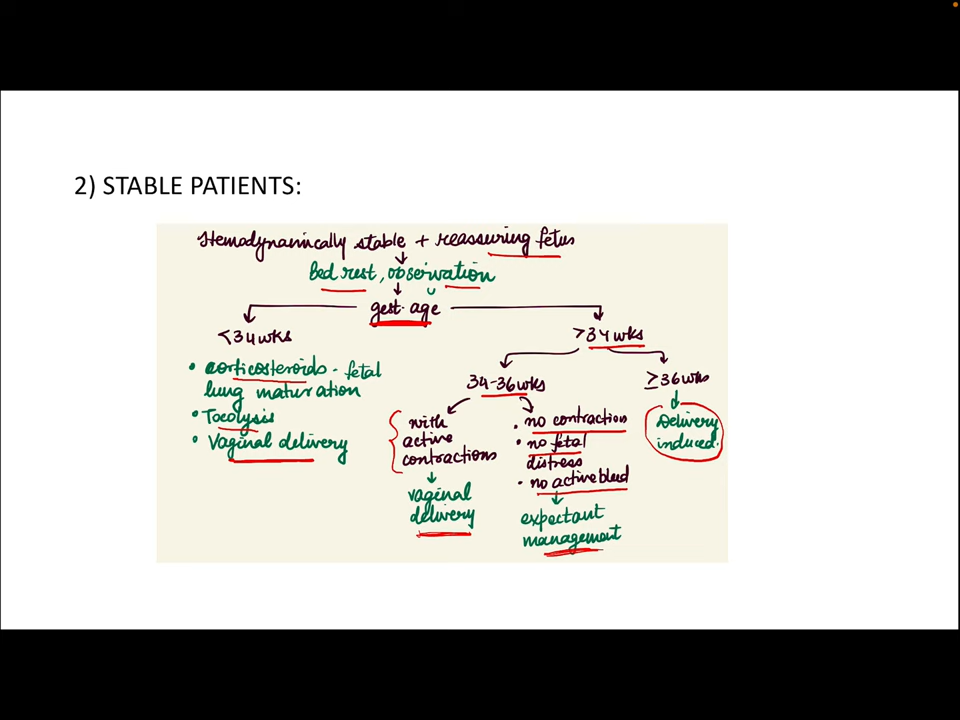 2) STABLE PATIENTS:
Hemodynamically stable + reassuring fetus
Bed rest, observation
gest. age
<34wks
>34 wks
• corticosteroids - fetal
lung maturation
• Tocolysis
• Vaginal delivery
34-36wks
≥36wks
with
active
contractions
vaginal
delivery
• no contraction
• no fetal
distress
• no active bleed
expectant
management
Delivery
induced.